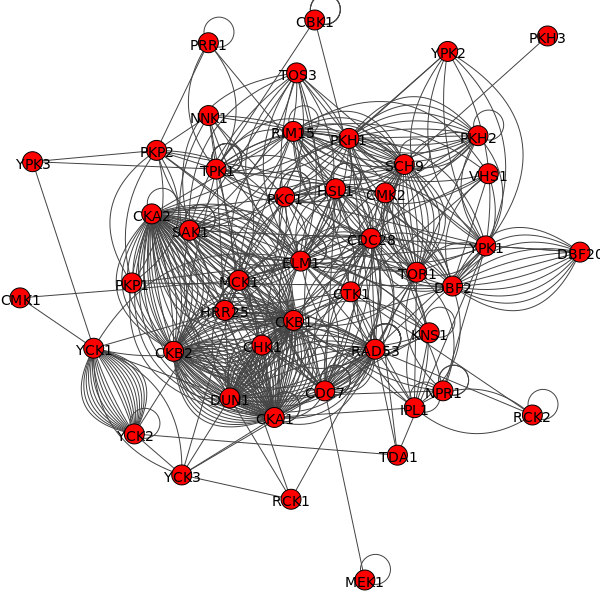 CBK1
PKH3
PRR1
YPK2
TOS3
NNK1
RIM15
PKH1
PKH2
PKP2
YPK3
TPK1
SCH9
VHS1
PKC1
HSL1
CMK2
CKA2
SAK1
CDC28
YPK1
DBF20
ELM1
TOR1
PKP1
MCK1
DBF2
CMK1
CTK1
HRR25
CKB1
KNS1
YCK1
CKB2
CHK1
RAD53
DUN1
CDC7
NPR1
CKA1
IPL1
RCK2
YCK2
TDA1
YCK3
RCK1
MEK1